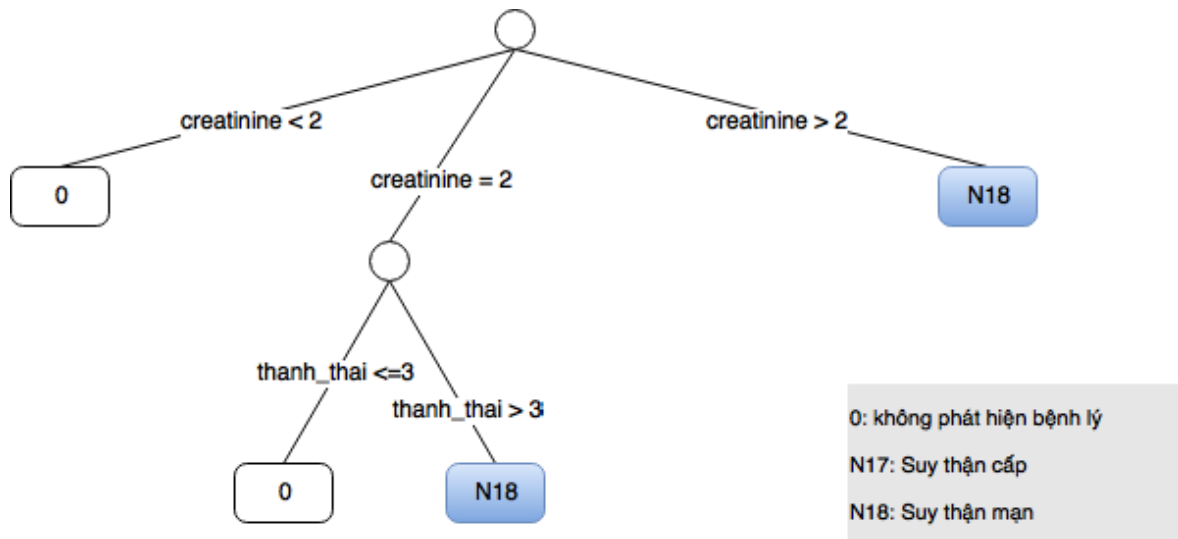 creatinine < 2
creatinine > 2
creatinine = 2
0
N18
thanh_thai <=3
thanh_thai > 3
0
N18
0: không phát hiện bệnh lý
N17: Suy thận cấp
N18: Suy thận mạn